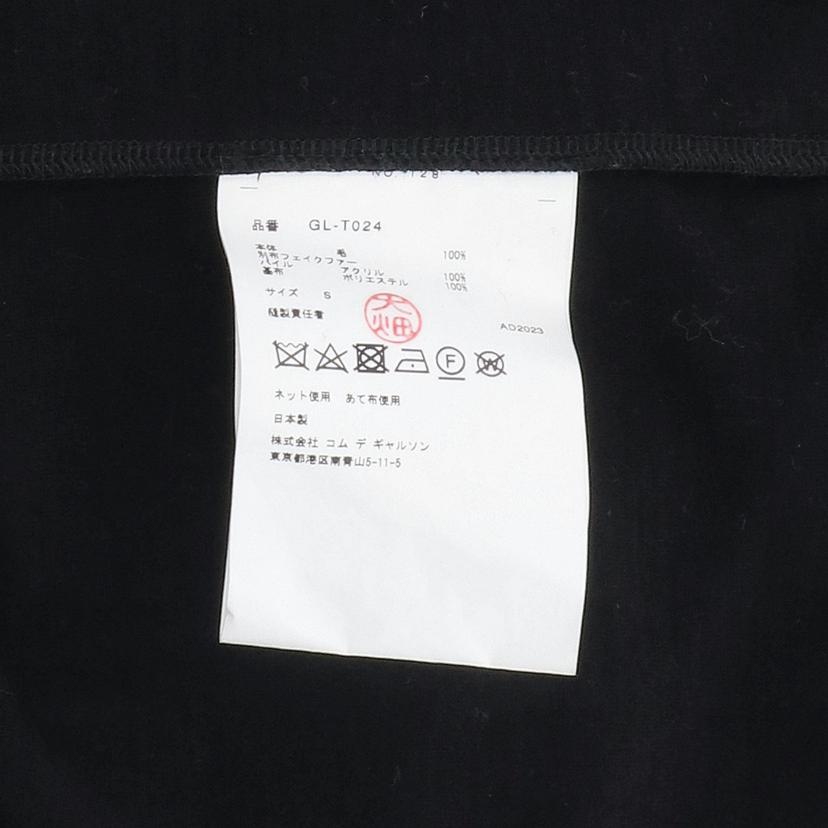 NO. 128
品番 GL-T024
本体 毛 100%
別布フェイクファー
パイル アクリル 100%
基布 ポリエステル 100%
サイズ S
縫製責任者 大畑
AD2023
F W
ネット使用 あて布使用
日本製
株式会社 コム デ ギャルソン
東京都港区南青山5-11-5